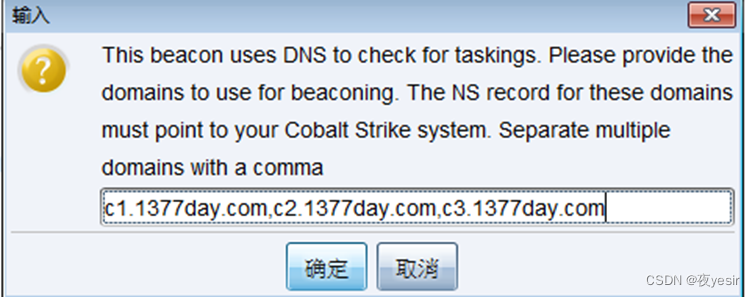 输入
This beacon uses DNS to check for taskings. Please provide the
domains to use for beaconing. The NS record for these domains
must point to your Cobalt Strike system. Separate multiple
domains with a comma
c1.1377day.com,c2.1377day.com,c3.1377day.com
确定 取消
CSDN @夜yesir